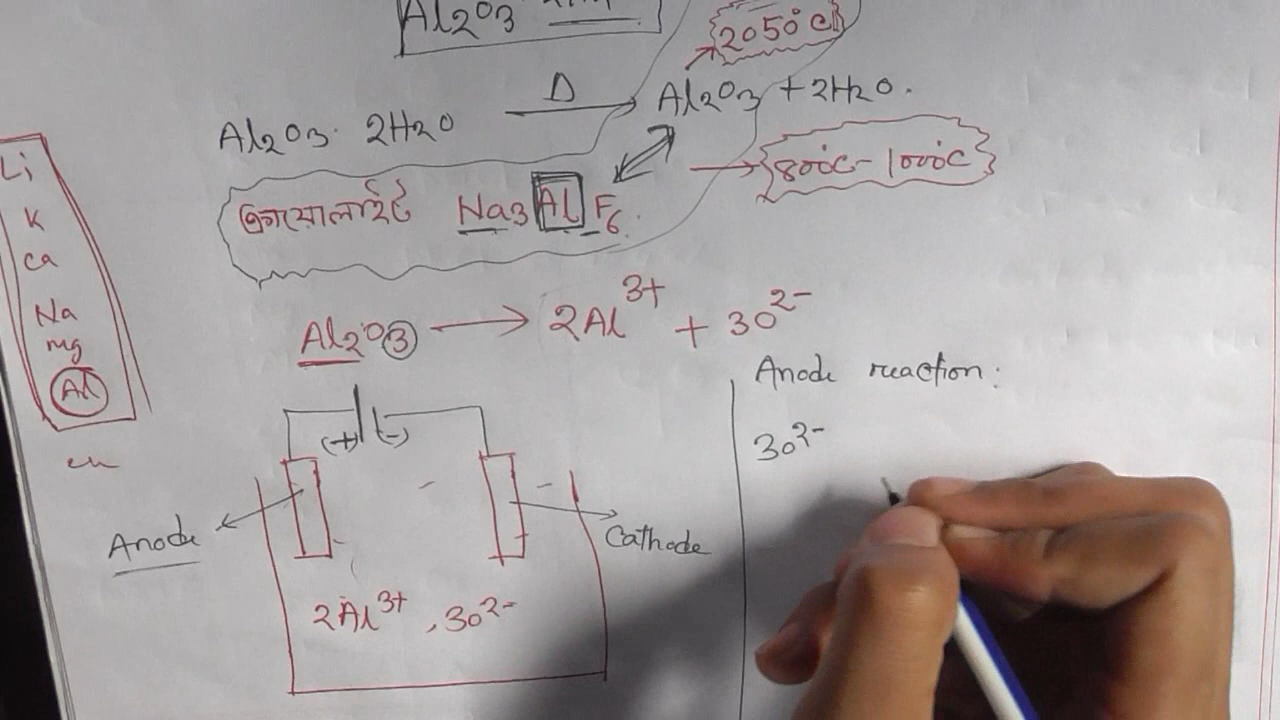 Al₂O₃
2050°C
Al₂O₃· 2H₂O —Δ→ Al₂O₃ + 2H₂O.
800°C - 1000°C
ক্রায়োলাইট Na₃AlF₆.
Li
K
Ca
Na
mg
Al
Al₂O₃ → 2Al³⁺ + 3O²⁻
(+) (-)
Anode
Cathode
2Al³⁺, 3O²⁻
Anode reaction:
3O²⁻